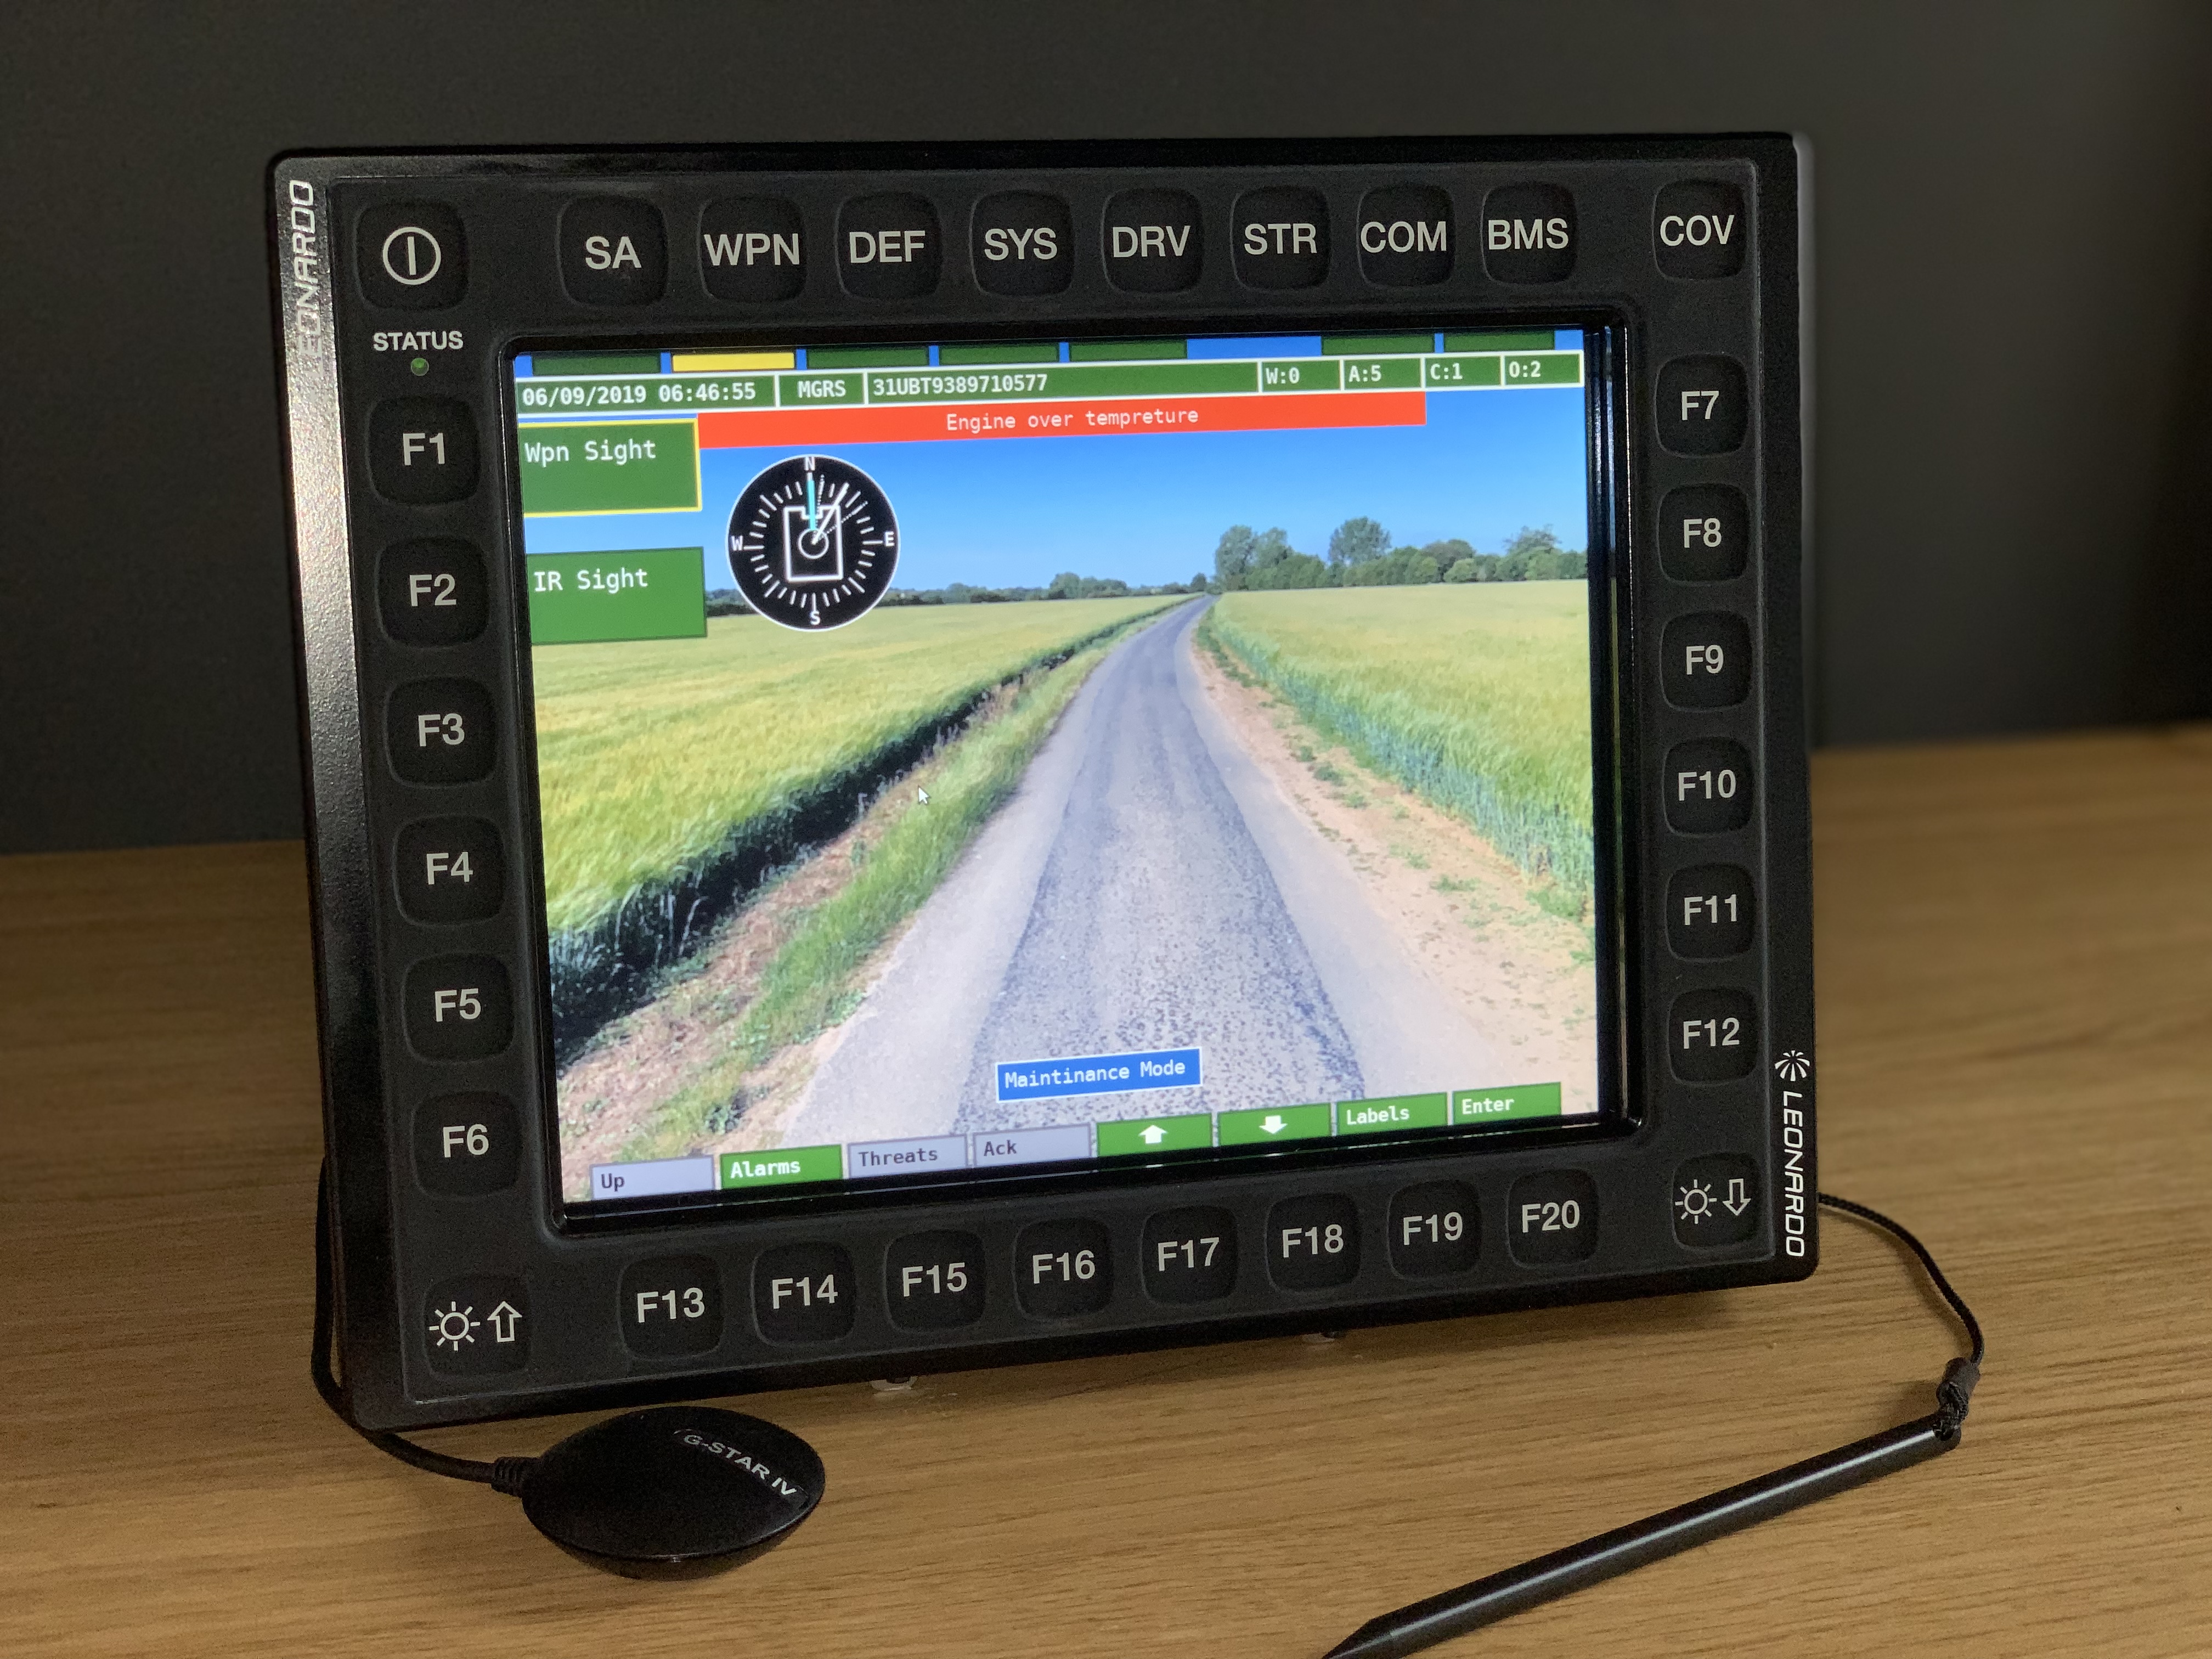 LEONARDO
SA WPN DEF SYS DRV STR COM BMS COV
STATUS
06/09/2019 06:46:55 MGRS 31UBT9389710577 W:0 A:5 C:1 O:2
Engine over tempreture
F1
Wpn Sight
N
W
E
S
F2
IR Sight
F3
F4
F5
F6
F7
F8
F9
F10
F11
F12
LEONARDO
Maintinance Mode
Up Alarms Threats Ack Labels Enter
F13 F14 F15 F16 F17 F18 F19 F20
G-STAR IV